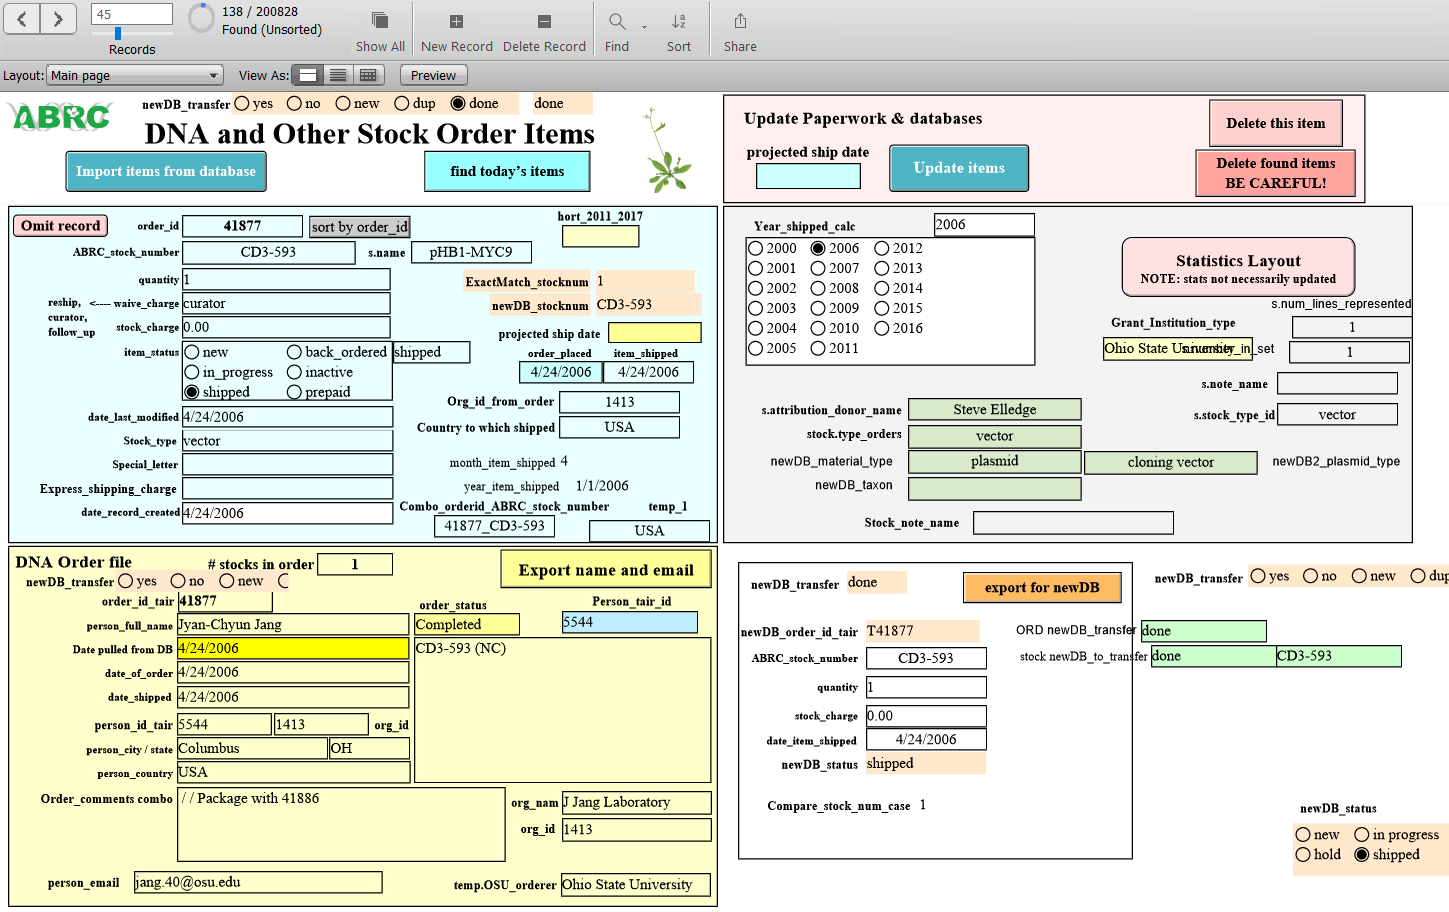 45
138 / 200828
Found (Unsorted)
Records
Show All
New Record
Delete Record
Find
Sort
Share
Layout: Main page
View As:
Preview
ABRC
newDB_transfer yes no new dup done done
DNA and Other Stock Order Items
Import items from database
find today's items
Update Paperwork & databases
projected ship date
Update items
Delete this item
Delete found items
BE CAREFUL!
Omit record
order_id 41877
sort by order_id
hort_2011_2017
ABRC_stock_number CD3-593
s.name pHB1-MYC9
quantity 1
ExactMatch_stocknum 1
reship, <---- waive_charge curator
curator,
follow_up
newDB_stocknum CD3-593
stock_charge 0.00
projected ship date
item_status new back_ordered shipped
in_progress inactive
shipped prepaid
order_placed item_shipped
4/24/2006 4/24/2006
Org_id_from_order 1413
date_last_modified 4/24/2006
Country to which shipped USA
Stock_type vector
Special_letter
month_item_shipped 4
Express_shipping_charge
year_item_shipped 1/1/2006
date_record_created 4/24/2006
Combo_orderid_ABRC_stock_number temp_1
41877_CD3-593 USA
Year_shipped_calc 2006
2000 2006 2012
2001 2007 2013
2002 2008 2014
2003 2009 2015
2004 2010 2016
2005 2011
Statistics Layout
NOTE: stats not necessarily updated
s.num_lines_represented
Grant_Institution_type 1
Ohio State University s.number_in_set 1
s.note_name
s.attribution_donor_name Steve Elledge
s.stock_type_id vector
stock.type_orders vector
newDB_material_type plasmid cloning vector newDB2_plasmid_type
newDB_taxon
Stock_note_name
DNA Order file
# stocks in order 1
Export name and email
newDB_transfer yes no new
order_id_tair 41877
order_status
Person_tair_id
person_full_name Jyan-Chyun Jang
Completed
5544
Date pulled from DB 4/24/2006
CD3-593 (NC)
date_of_order 4/24/2006
date_shipped 4/24/2006
person_id_tair 5544 1413 org_id
person_city / state Columbus OH
person_country USA
Order_comments combo / / Package with 41886
org_nam J Jang Laboratory
org_id 1413
person_email jang.40@osu.edu
temp.OSU_orderer Ohio State University
newDB_transfer done
export for newDB
newDB_transfer yes no new dup
newDB_order_id_tair T41877
ORD newDB_transfer done
ABRC_stock_number CD3-593
stock newDB_to_transfer done CD3-593
quantity 1
stock_charge 0.00
date_item_shipped 4/24/2006
newDB_status shipped
Compare_stock_num_case 1
newDB_status
new in progress
hold shipped